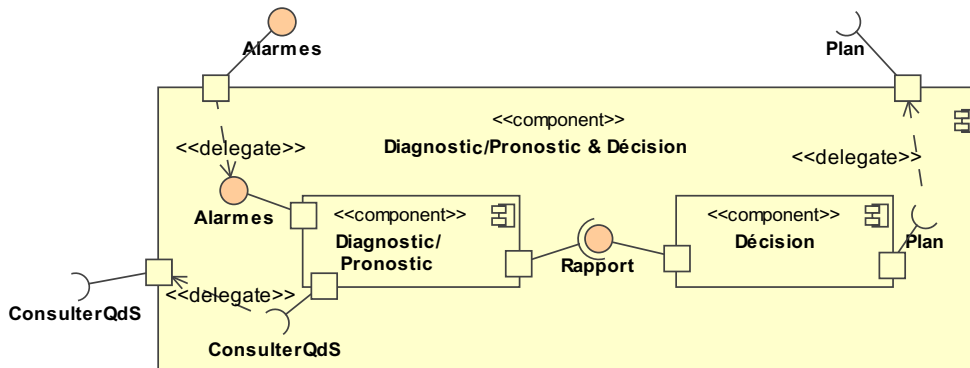 Alarmes
Plan
<<component>>
Diagnostic/Pronostic & Décision
<<delegate>>
<<delegate>>
Alarmes
<<component>>
Diagnostic/
Pronostic
Rapport
<<component>>
Décision
Plan
<<delegate>>
ConsulterQdS
ConsulterQdS